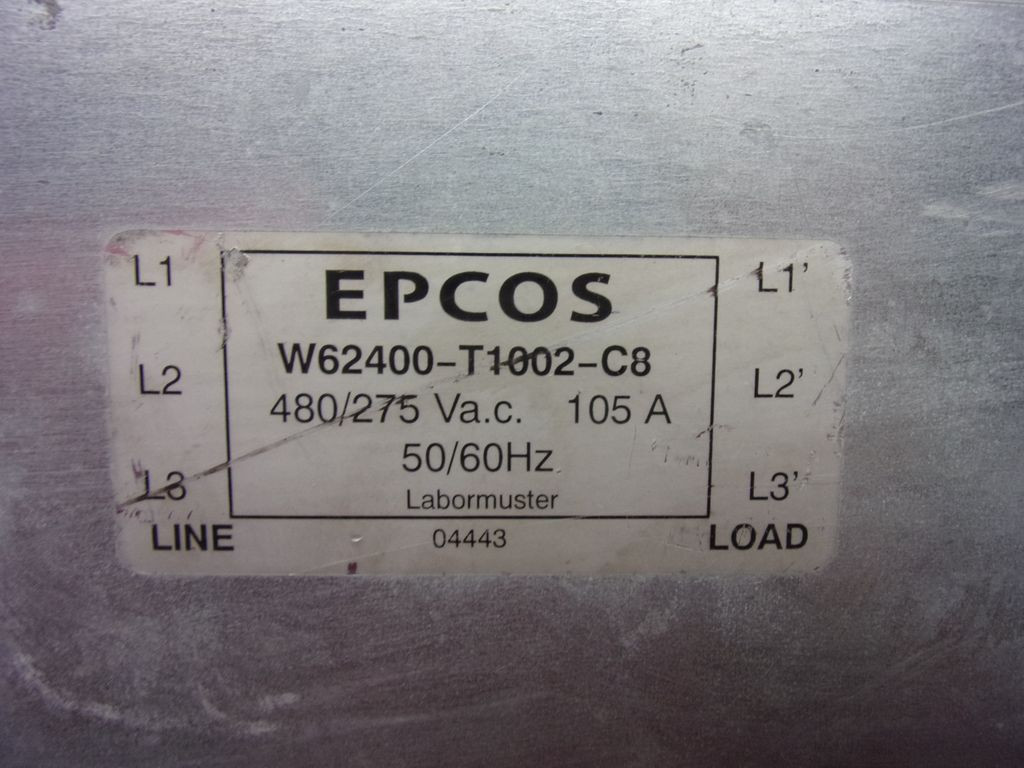 L1 EPCOS L1'
W62400-T1002-C8
L2 480/275 Va.c. 105 A L2'
50/60Hz
L3 Labormuster L3'
LINE 04443 LOAD